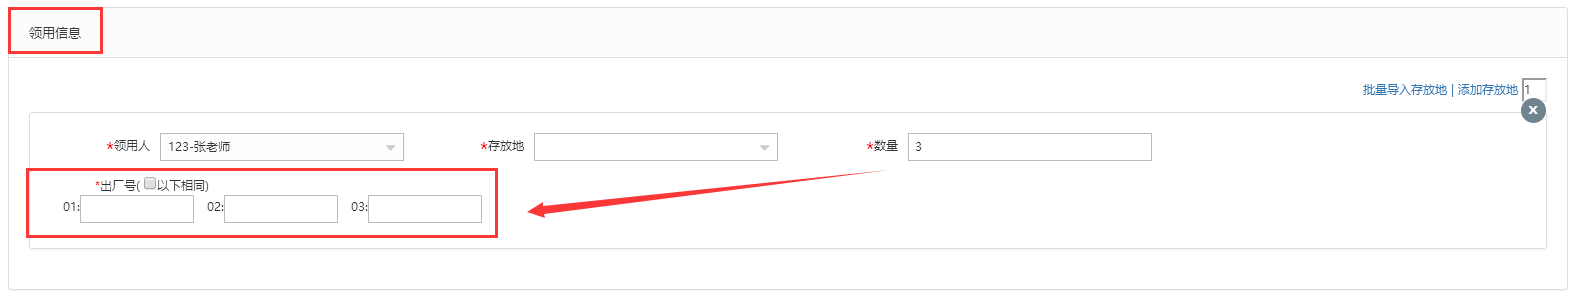 领用信息
批量导入存放地 | 添加存放地 1
x
*领用人 123-张老师 *存放地 *数量 3
*出厂号( 以下相同)
01: 02: 03: